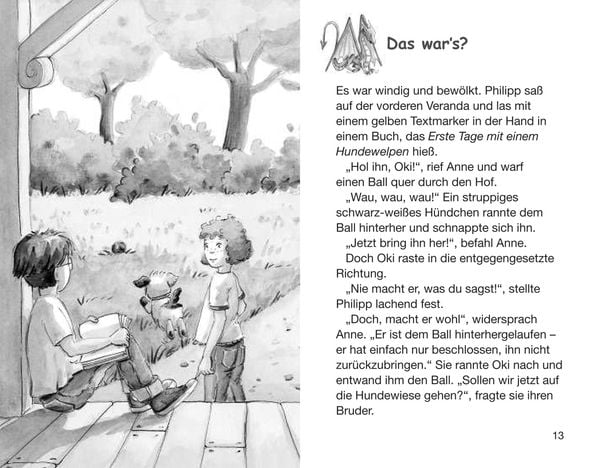 Das war's?
Es war windig und bewölkt. Philipp saß
auf der vorderen Veranda und las mit
einem gelben Textmarker in der Hand in
einem Buch, das Erste Tage mit einem
Hundewelpen hieß.
„Hol ihn, Oki!“, rief Anne und warf
einen Ball quer durch den Hof.
„Wau, wau, wau!“ Ein struppiges
schwarz-weißes Hündchen rannte dem
Ball hinterher und schnappte sich ihn.
„Jetzt bring ihn her!“, befahl Anne.
Doch Oki raste in die entgegengesetzte
Richtung.
„Nie macht er, was du sagst!“, stellte
Philipp lachend fest.
„Doch, macht er wohl“, widersprach
Anne. „Er ist dem Ball hinterhergelaufen –
er hat einfach nur beschlossen, ihn nicht
zurückzubringen.“ Sie rannte Oki nach und
entwand ihm den Ball. „Sollen wir jetzt auf
die Hundewiese gehen?“, fragte sie ihren
Bruder.
13